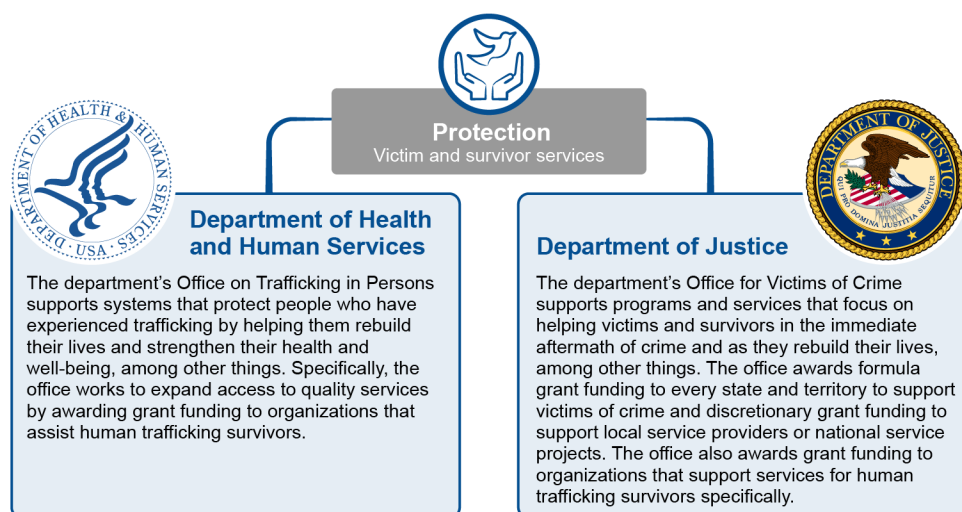 Protection
Victim and survivor services
DEPARTMENT OF HEALTH & HUMAN SERVICES · USA ·
Department of Health
and Human Services
The department’s Office on Trafficking in Persons
supports systems that protect people who have
experienced trafficking by helping them rebuild
their lives and strengthen their health and
well-being, among other things. Specifically, the
office works to expand access to quality services
by awarding grant funding to organizations that
assist human trafficking survivors.
DEPARTMENT OF JUSTICE
QUI PRO DOMINA JUSTITIA SEQUITUR
Department of Justice
The department’s Office for Victims of Crime
supports programs and services that focus on
helping victims and survivors in the immediate
aftermath of crime and as they rebuild their lives,
among other things. The office awards formula
grant funding to every state and territory to support
victims of crime and discretionary grant funding to
support local service providers or national service
projects. The office also awards grant funding to
organizations that support services for human
trafficking survivors specifically.